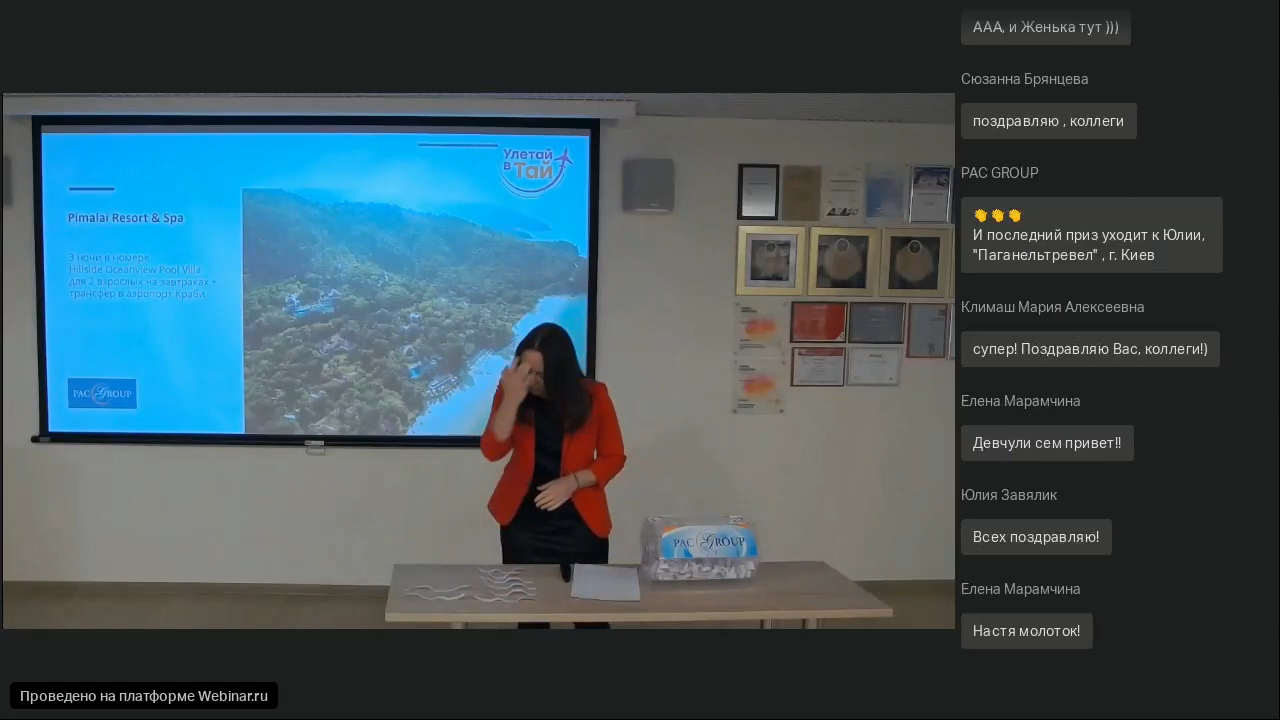 Улетай
в Тай
Pimalai Resort & Spa
3 ночи в номере
Hillside Oceanview Pool Villa
для 2 взрослых на завтраках +
трансфер в аэропорт Краби
PAC GROUP
PAC GROUP
ААА, и Женька тут )))
Сюзанна Брянцева
поздравляю , коллеги
PAC GROUP
👏👏👏
И последний приз уходит к Юлии,
"Паганельтревел" , г. Киев
Климаш Мария Алексеевна
супер! Поздравляю Вас, коллеги!)
Елена Марамчина
Девчули сем привет!!
Юлия Завялик
Всех поздравляю!
Елена Марамчина
Настя молоток!
Проведено на платформе Webinar.ru